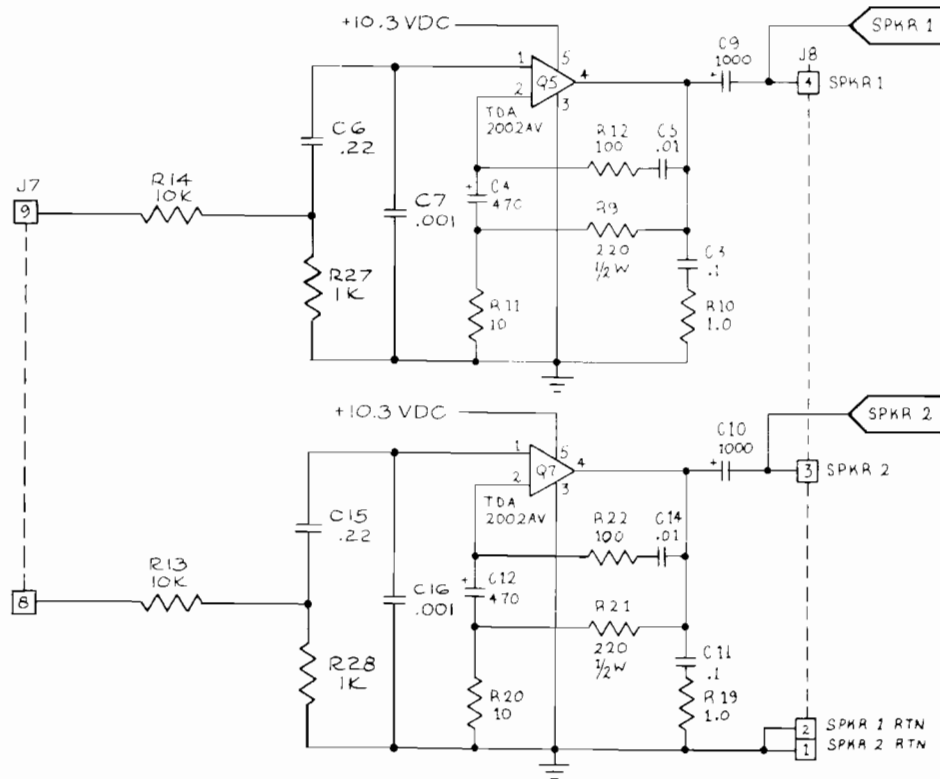 +10.3 VDC
SPKR 1
C9
1000
+
J8
4
SPKR 1
1
5
Q5
4
2
3
TDA
2002AV
C6
.22
R12
100
C5
.01
J7
9
R14
10K
C7
.001
+
C4
470
R9
220
1/2 W
C3
.1
R27
1K
R11
10
R10
1.0
+10.3 VDC
SPKR 2
C10
1000
+
3
SPKR 2
1
5
Q7
4
2
3
TDA
2002AV
C15
.22
R22
100
C14
.01
8
R13
10K
C16
.001
+
C12
470
R21
220
1/2 W
C11
.1
R28
1K
R20
10
R19
1.0
2
SPKR 1 RTN
1
SPKR 2 RTN